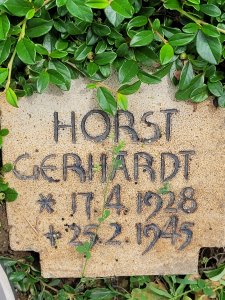 HORST
GERHARDT
* 17. 4. 1928
+ 25. 2. 1945